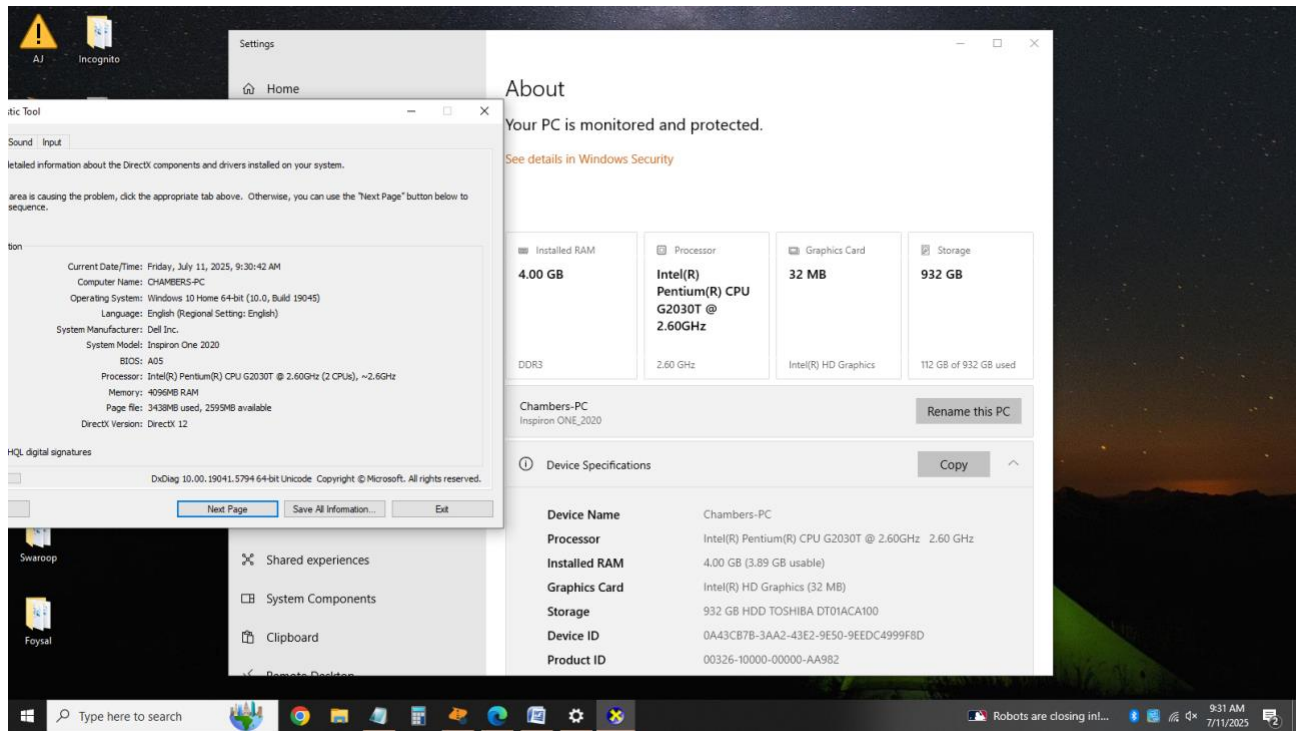 AJ
Incognito
Swaroop
Foysal
Settings
Home
Shared experiences
System Components
Clipboard
Remote Desktop
About
Your PC is monitored and protected.
See details in Windows Security
Installed RAM
4.00 GB
DDR3
Processor
Intel(R)
Pentium(R) CPU
G2030T @
2.60GHz
2.60 GHz
Graphics Card
32 MB
Intel(R) HD Graphics
Storage
932 GB
112 GB of 932 GB used
Chambers-PC
Inspiron ONE_2020
Rename this PC
Device Specifications
Copy
Device Name Chambers-PC
Processor Intel(R) Pentium(R) CPU G2030T @ 2.60GHz 2.60 GHz
Installed RAM 4.00 GB (3.89 GB usable)
Graphics Card Intel(R) HD Graphics (32 MB)
Storage 932 GB HDD TOSHIBA DT01ACA100
Device ID 0A43CB7B-3AA2-43E2-9E50-9EEDC4999F8D
Product ID 00326-10000-00000-AA982
stic Tool
Sound Input
detailed information about the DirectX components and drivers installed on your system.
area is causing the problem, click the appropriate tab above. Otherwise, you can use the "Next Page" button below to
sequence.
tion
Current Date/Time: Friday, July 11, 2025, 9:30:42 AM
Computer Name: CHAMBERS-PC
Operating System: Windows 10 Home 64-bit (10.0, Build 19045)
Language: English (Regional Setting: English)
System Manufacturer: Dell Inc.
System Model: Inspiron One 2020
BIOS: A05
Processor: Intel(R) Pentium(R) CPU G2030T @ 2.60GHz (2 CPUs), ~2.6GHz
Memory: 4096MB RAM
Page file: 3438MB used, 2595MB available
DirectX Version: DirectX 12
HQL digital signatures
DxDiag 10.00.19041.5794 64-bit Unicode Copyright © Microsoft. All rights reserved.
Next Page
Save All Information...
Exit
Type here to search
Robots are closing in!...
9:31 AM
7/11/2025
2